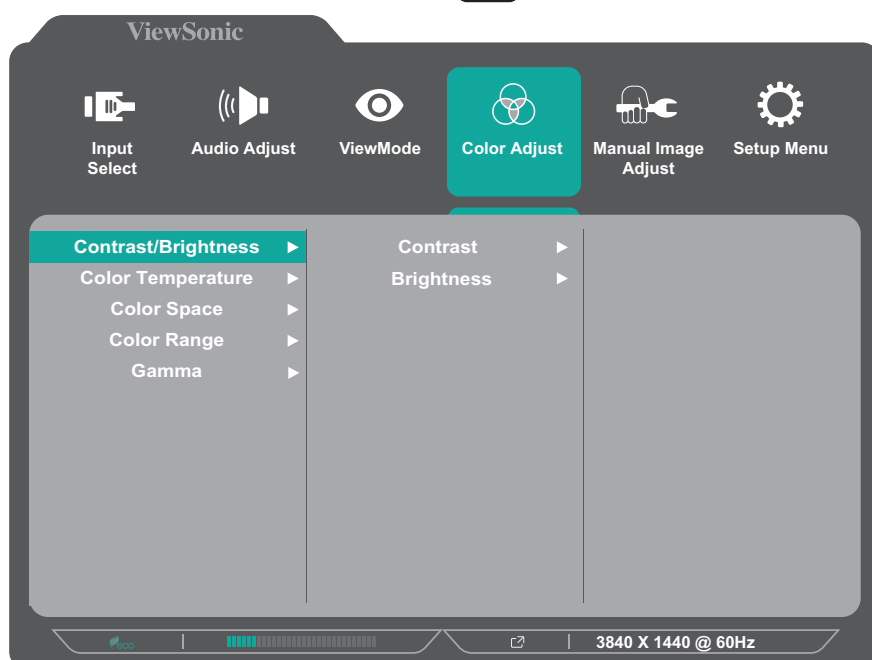 ViewSonic
Input Select
Audio Adjust
ViewMode
Color Adjust
Manual Image Adjust
Setup Menu
Contrast/Brightness
Contrast
Color Temperature
Brightness
Color Space
Color Range
Gamma
eco
3840 X 1440 @ 60Hz